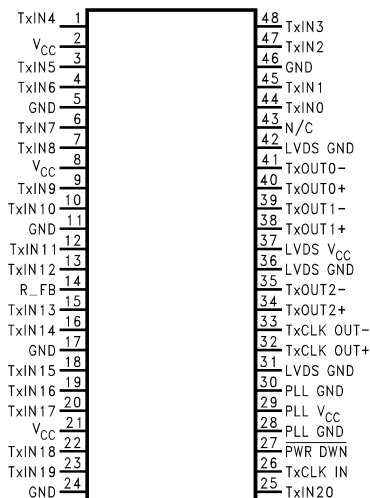 TxIN4 1 48 TxIN3
VCC 2 47 TxIN2
TxIN5 3 46 GND
TxIN6 4 45 TxIN1
GND 5 44 TxIN0
TxIN7 6 43 N/C
TxIN8 7 42 LVDS GND
VCC 8 41 TxOUT0-
TxIN9 9 40 TxOUT0+
TxIN10 10 39 TxOUT1-
GND 11 38 TxOUT1+
TxIN11 12 37 LVDS VCC
TxIN12 13 36 LVDS GND
R_FB 14 35 TxOUT2-
TxIN13 15 34 TxOUT2+
TxIN14 16 33 TxCLK OUT-
GND 17 32 TxCLK OUT+
TxIN15 18 31 LVDS GND
TxIN16 19 30 PLL GND
TxIN17 20 29 PLL VCC
VCC 21 28 PLL GND
TxIN18 22 27 PWR DWN
TxIN19 23 26 TxCLK IN
GND 24 25 TxIN20